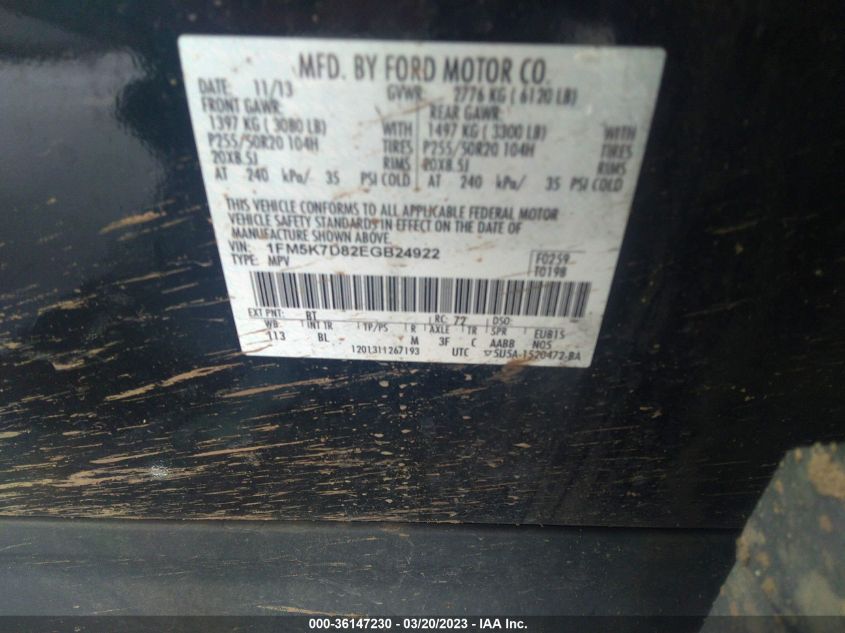 MFD. BY FORD MOTOR CO.
DATE: 11/13 GVWR: 2776 KG ( 6120 LB)
FRONT GAWR: REAR GAWR:
1397 KG ( 3080 LB) WITH 1497 KG ( 3300 LB) WITH
P255/50R20 104H TIRES P255/50R20 104H TIRES
20X8.5J RIMS 20X8.5J RIMS
AT 240 kPa/ 35 PSI COLD AT 240 kPa/ 35 PSI COLD
THIS VEHICLE CONFORMS TO ALL APPLICABLE FEDERAL MOTOR
VEHICLE SAFETY STANDARDS IN EFFECT ON THE DATE OF
MANUFACTURE SHOWN ABOVE.
VIN: 1FM5K7D82EGB24922 F0259
TYPE: MPV T0198
EXT PNT: BT RC: 77 DSO:
WB INT TR TP/PS R AXLE TR SPR EUB15
113 BL M 3F C AABB N05
1201311267193 UTC ▽5U5A-1520472-BA
000-36147230 - 03/20/2023 - IAA Inc.